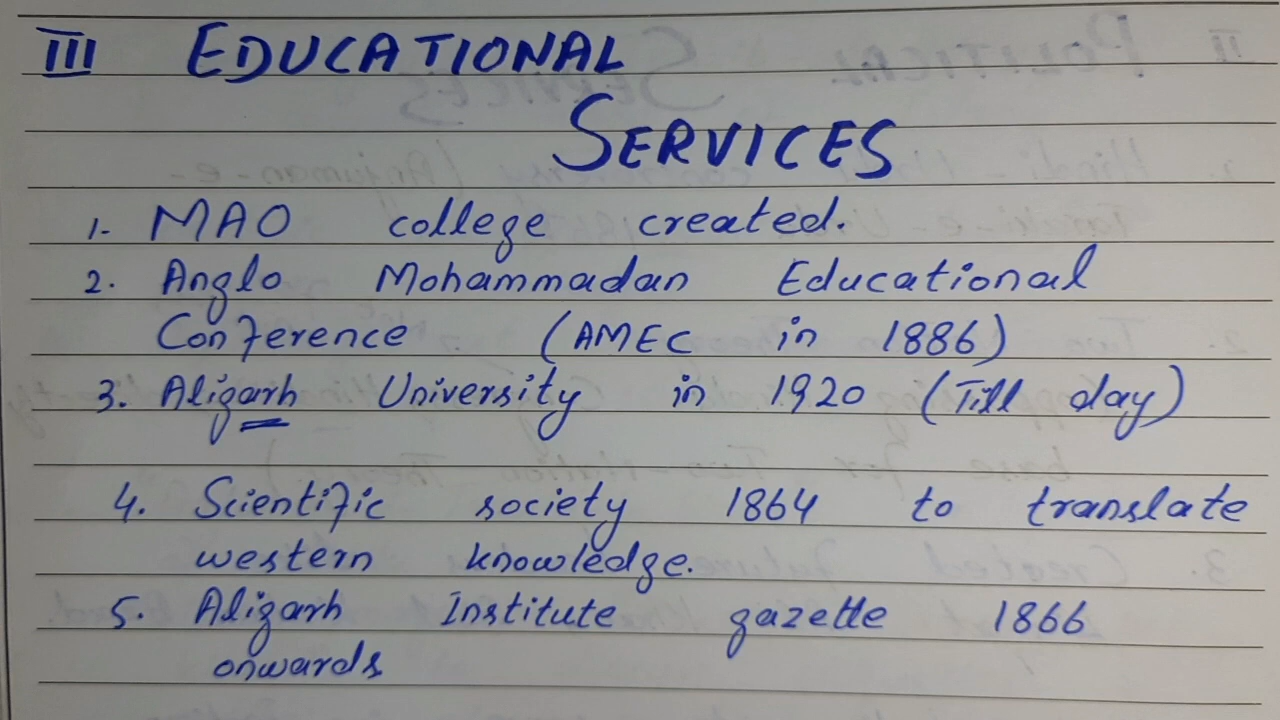 III EDUCATIONAL
SERVICES
1. MAO college created.
2. Anglo Mohammadan Educational
Conference (AMEC in 1886)
3. Aligarh University in 1920 (Till day)
4. Scientific society 1864 to translate
western knowledge.
5. Aligarh Institute gazette 1866
onwards